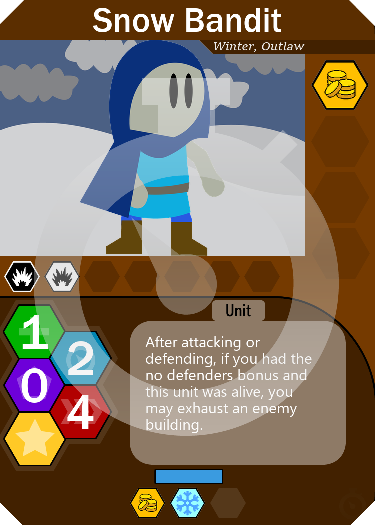 Snow Bandit
Winter, Outlaw
Unit
1
2
0
4
After attacking or
defending, if you had the
no defenders bonus and
this unit was alive, you
may exhaust an enemy
building.